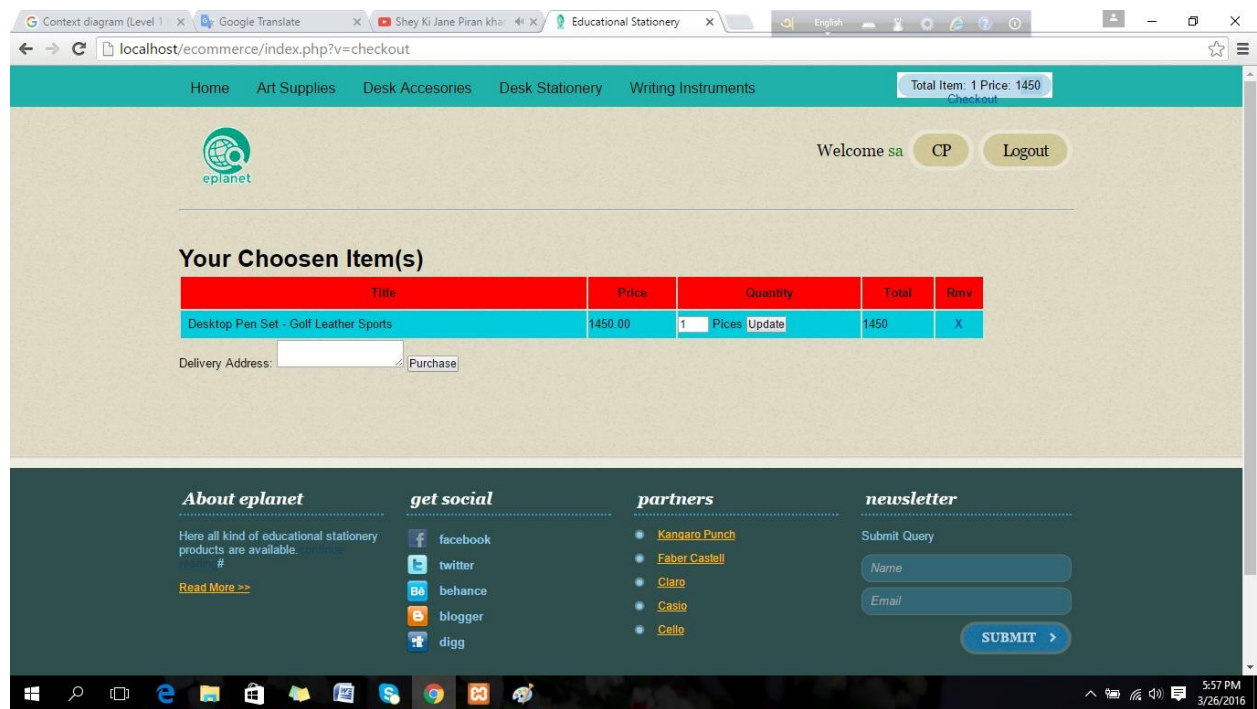 Context diagram (Level 1
Google Translate
Shey Ki Jane Piran kha
Educational Stationery
English
localhost/ecommerce/index.php?v=checkout
Home Art Supplies Desk Accesories Desk Stationery Writing Instruments
Total Item: 1 Price: 1450
Checkout
eplanet
Welcome sa CP Logout
Your Choosen Item(s)
Title Price Quantity Total Rmv
Desktop Pen Set - Golf Leather Sports 1450.00 1 Pices Update 1450 X
Delivery Address: Purchase
About eplanet
Here all kind of educational stationery
products are available.
#
Read More >>
get social
facebook
twitter
behance
blogger
digg
partners
Kangaro Punch
Faber Castell
Claro
Casio
Cello
newsletter
Submit Query
Name
Email
SUBMIT >
5:57 PM
3/26/2016